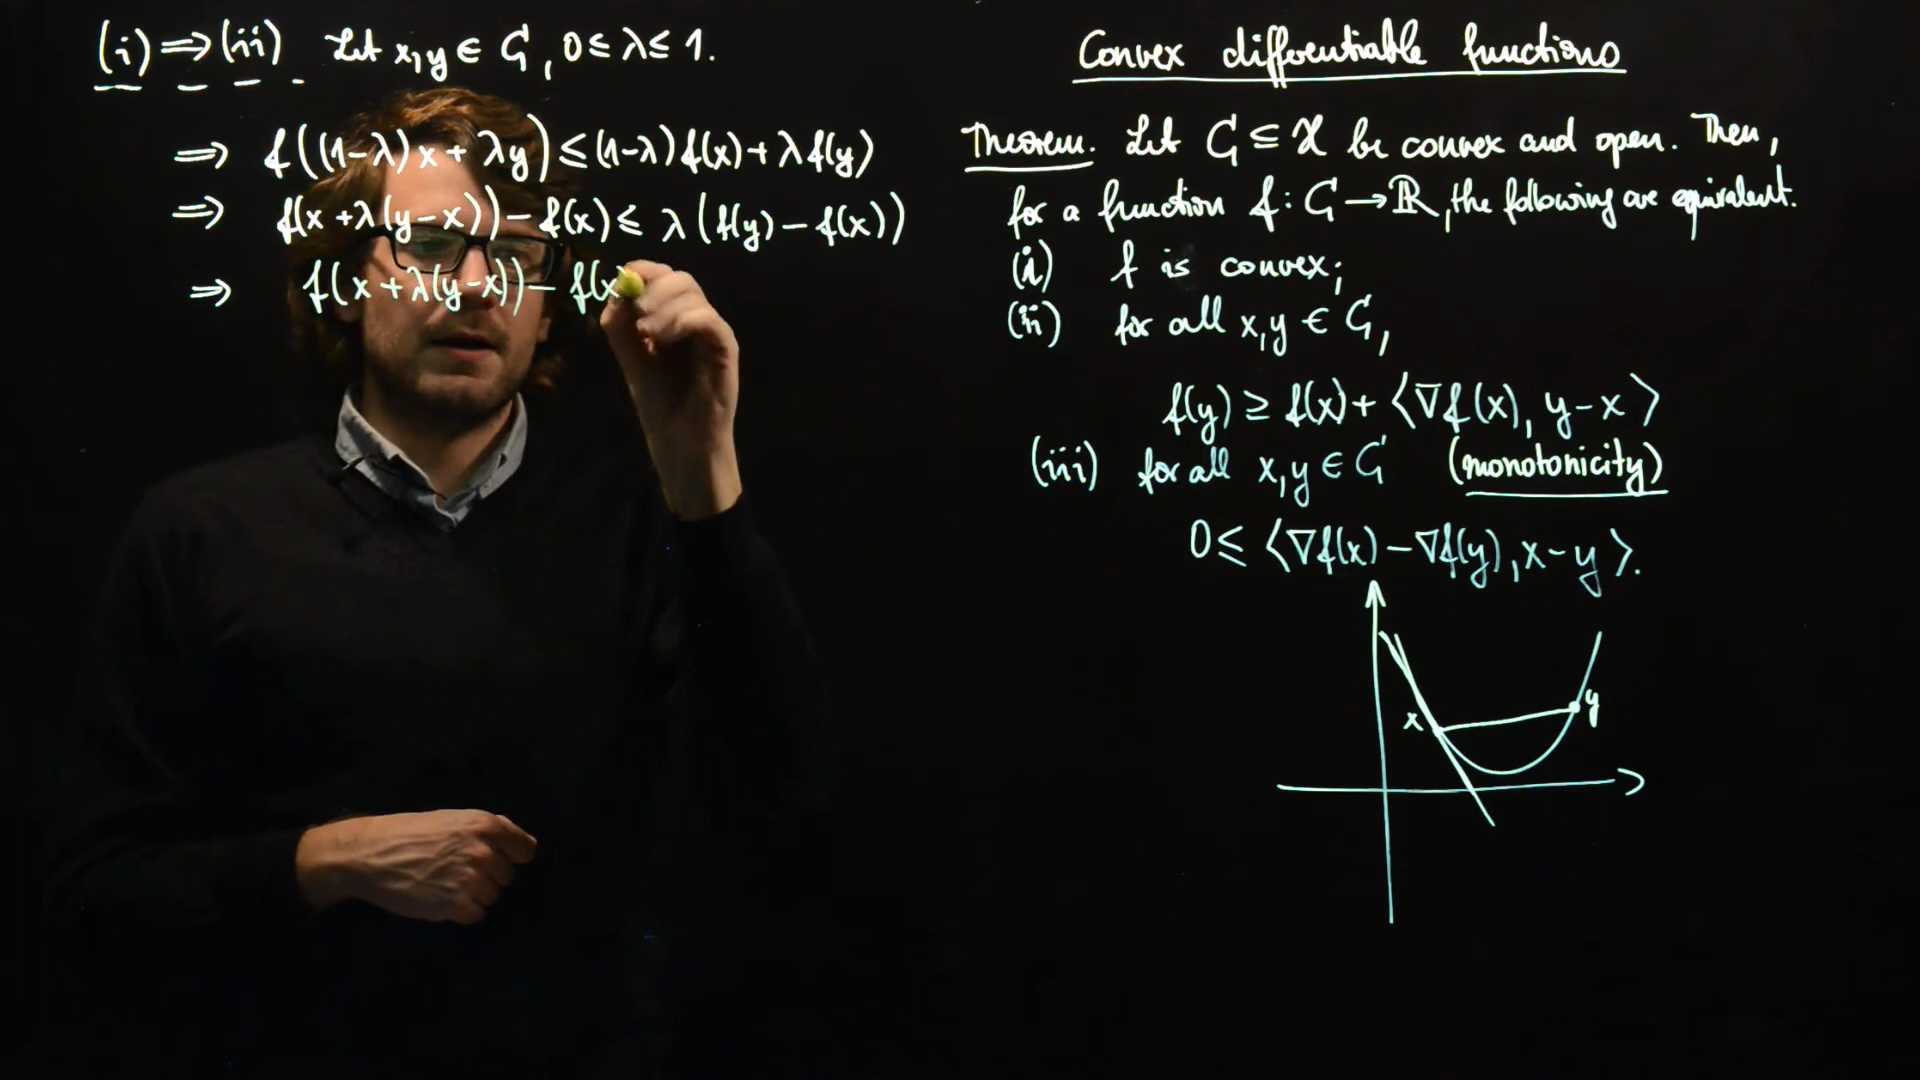 (i) ⇒ (ii) Let x, y ∈ G, 0 ≤ λ ≤ 1.
⇒ f((1-λ)x + λy) ≤ (1-λ)f(x) + λf(y)
⇒ f(x + λ(y-x)) - f(x) ≤ λ(f(y) - f(x))
⇒ f(x + λ(y-x)) - f(x
Convex differentiable functions
Theorem. Let G ⊆ X be convex and open. Then,
for a function f: G → ℝ, the following are equivalent.
(i) f is convex;
(ii) for all x, y ∈ G,
f(y) ≥ f(x) + ⟨∇f(x), y-x⟩
(iii) for all x, y ∈ G (monotonicity)
0 ≤ ⟨∇f(x) - ∇f(y), x-y⟩.
x
y